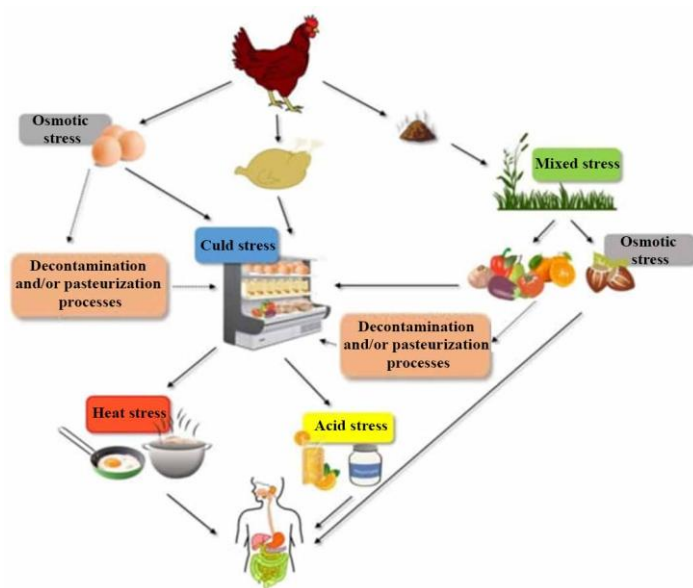 Osmotic
stress
Mixed stress
Culd stress
Osmotic
stress
Decontamination
and/or pasteurization
processes
Decontamination
and/or pasteurization
processes
Heat stress
Acid stress